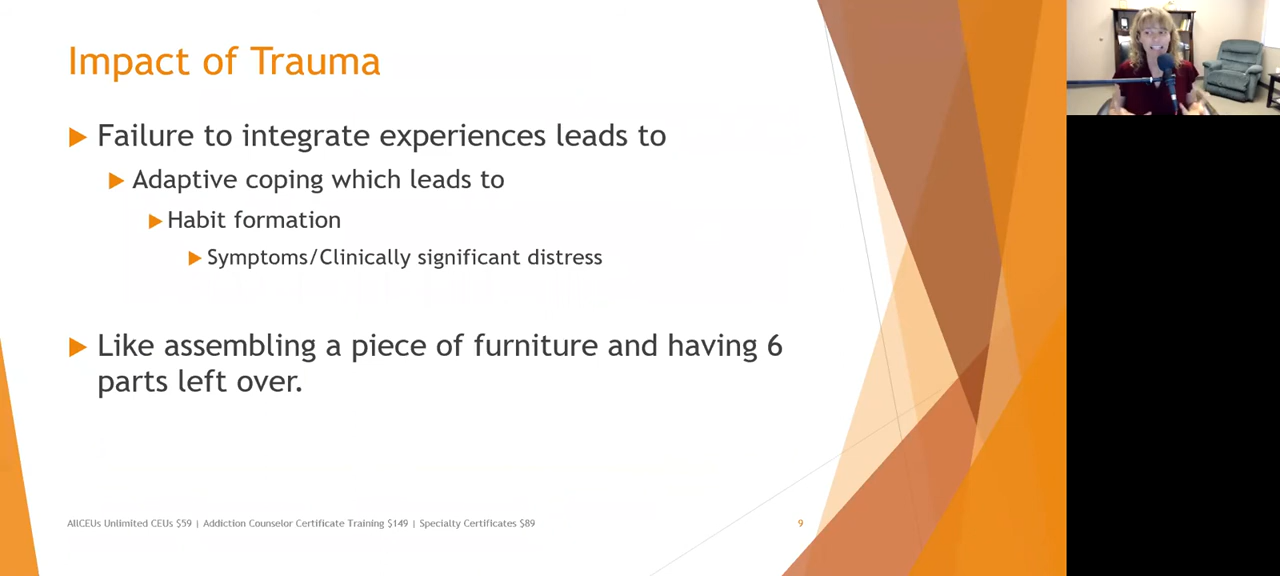 Impact of Trauma
Failure to integrate experiences leads to
Adaptive coping which leads to
Habit formation
Symptoms/Clinically significant distress
Like assembling a piece of furniture and having 6
parts left over.
AllCEUs Unlimited CEUs $59 | Addiction Counselor Certificate Training $149 | Specialty Certificates $89
9